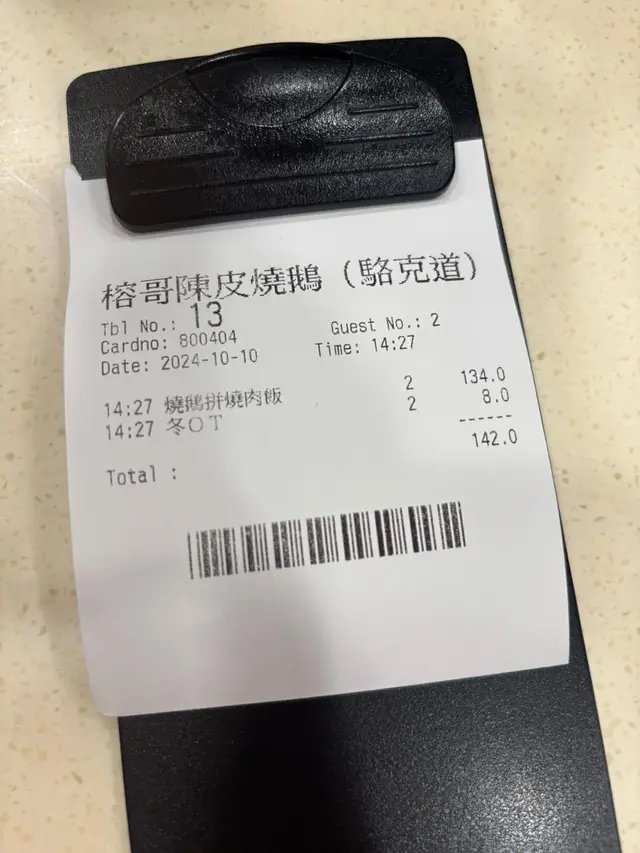 榕哥陳皮燒鵝（駱克道）
Tbl No.: 13
Guest No.: 2
Cardno: 800404
Date: 2024-10-10 Time: 14:27
14:27 燒鵝拼燒肉飯 2 134.0
14:27 冬OT 2 8.0
------
142.0
Total :